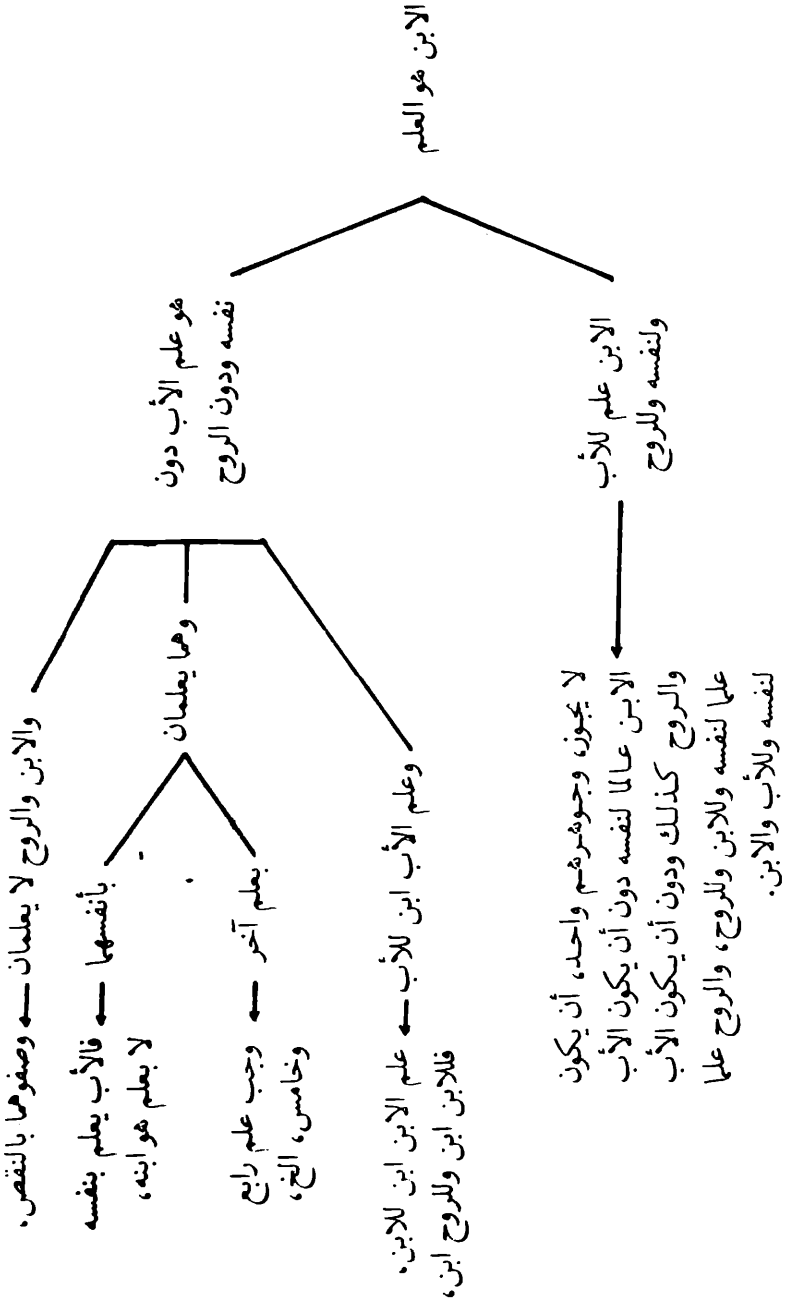 الابن هو العلم
الابن علم للأب
ولنفسه وللروح
لا يجوز، وجوهرهم واحد، أن يكون
الابن عالما لنفسه دون أن يكون الأب
والروح كذلك ودون أن يكون الأب
علما لنفسه وللابن وللروح، والروح علما
لنفسه وللأب والابن.
هو علم الأب دون
نفسه ودون الروح
وعلم الأب ابن للأب
علم الابن ابن للابن،
فللابن ابن وللروح ابن،
وهما يعلمان
بعلم آخر
وجب علم رابع
وخامس، الخ،
بأنفسهما
فالأب يعلم بنفسه
لا بعلم هو ابنه،
والابن والروح لا يعلمان
وصفوهما بالنقص.